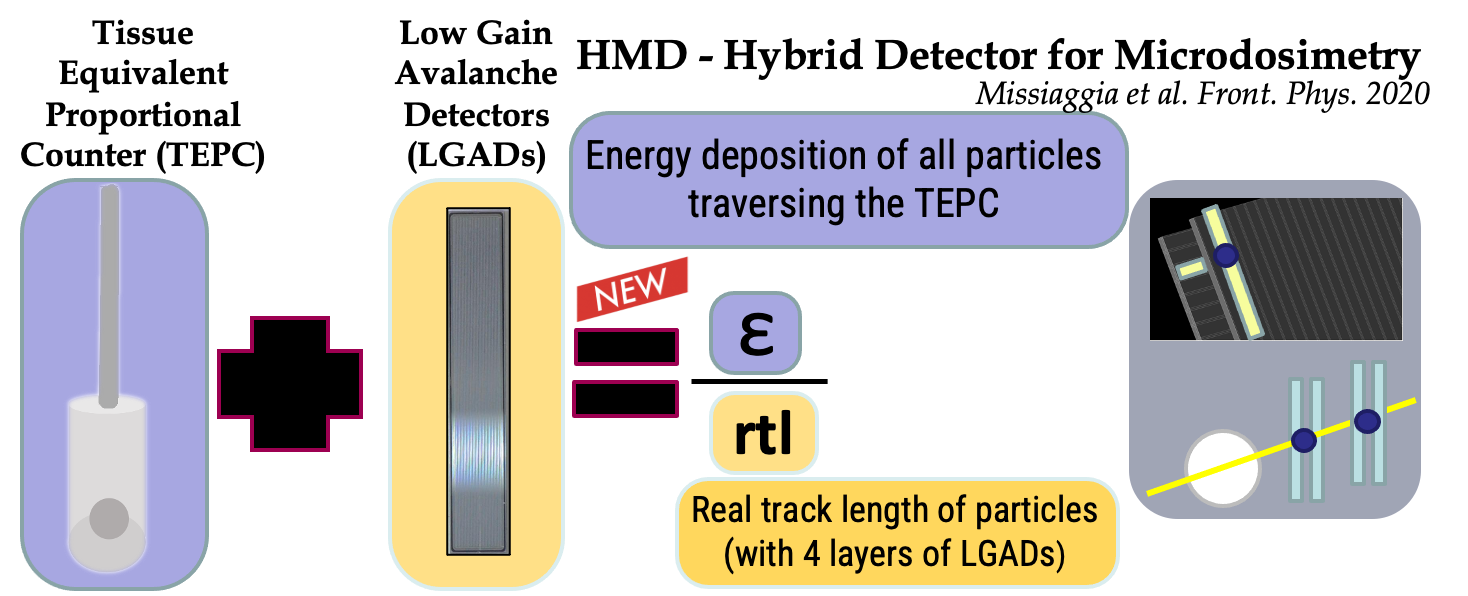 Tissue
Equivalent
Proportional
Counter (TEPC)
Low Gain
Avalanche
Detectors
(LGADs)
HMD - Hybrid Detector for Microdosimetry
Missiaggia et al. Front. Phys. 2020
Energy deposition of all particles
traversing the TEPC
NEW
ε
rtl
Real track length of particles
(with 4 layers of LGADs)